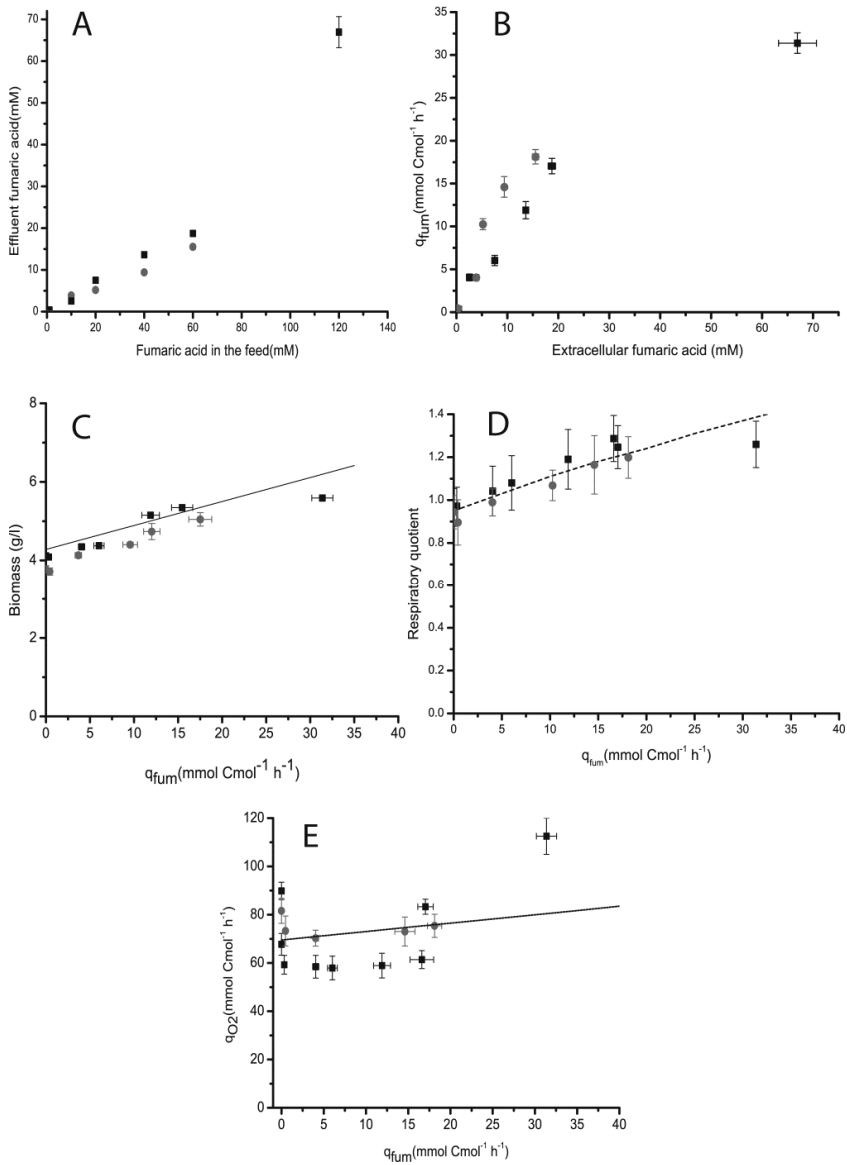 A
Effluent fumaric acid(mM)
70
60
50
40
30
20
10
0
0 20 40 60 80 100 120 140
Fumaric acid in the feed(mM)
B
q_fum(mmol Cmol⁻¹ h⁻¹)
35
30
25
20
15
10
5
0
0 10 20 30 40 50 60 70
Extracellular fumaric acid (mM)
C
Biomass (g/l)
8
6
4
2
0
0 5 10 15 20 25 30 35 40
q_fum(mmol Cmol⁻¹ h⁻¹)
D
Respiratory quotient
1.4
1.2
1.0
0.8
0.6
0.4
0.2
0.0
0 5 10 15 20 25 30 35 40
q_fum(mmol Cmol⁻¹ h⁻¹)
E
q_O2(mmol Cmol⁻¹ h⁻¹)
120
100
80
60
40
20
0
0 5 10 15 20 25 30 35 40
q_fum(mmol Cmol⁻¹ h⁻¹)